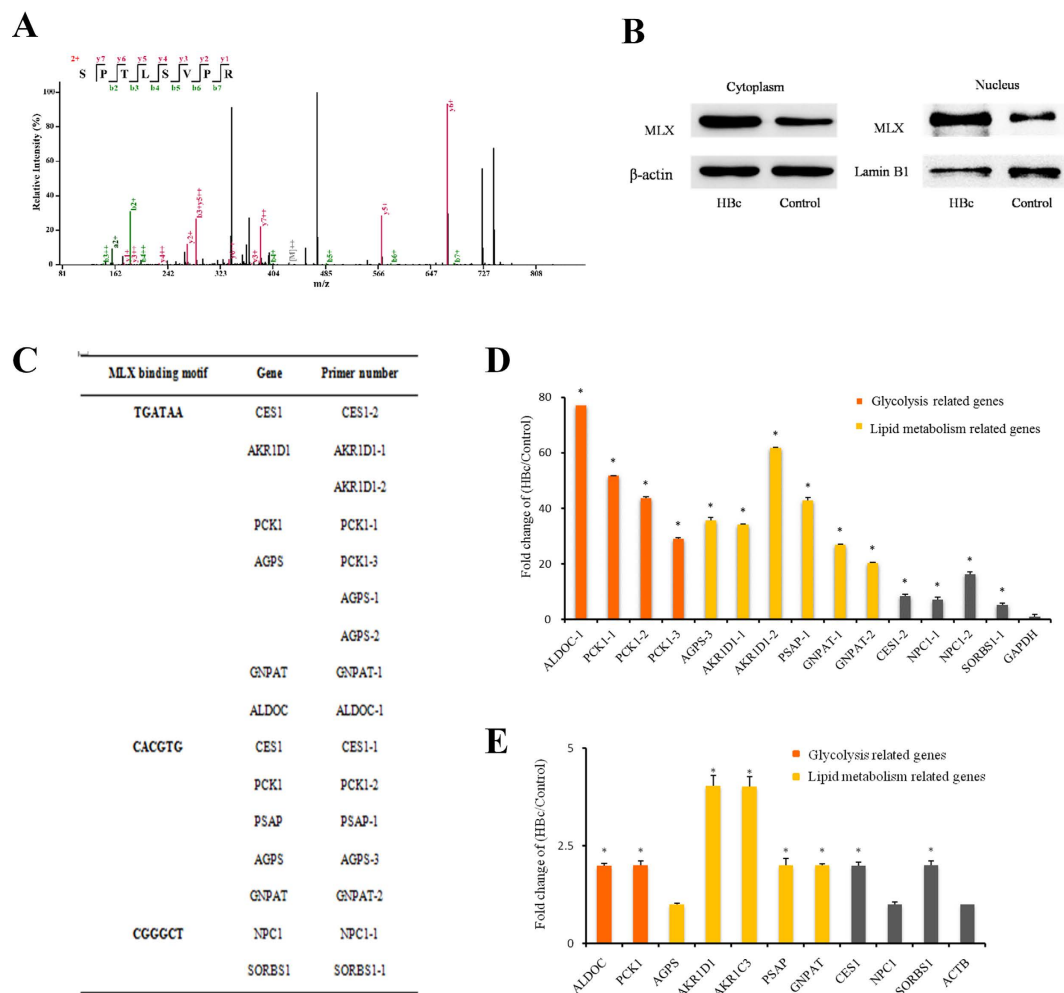 A
2+ y7 y6 y5 y4 y3 y2 y1
S P T L S V P R
b2 b3 b4 b5 b6 b7
Relative Intensity (%)
100
80
60
40
20
0
b3++
a2+
y1+
b2+
y3++
b4++
y4++
y2+
b3+y5++
y6++
y3+
y7++
b4+
[M]++
b5+
y5+
b6+
y6+
b7+
81 162 242 323 404 485 566 647 727 808
m/z
B
Cytoplasm
MLX
β-actin
HBc Control
Nucleus
MLX
Lamin B1
HBc Control
C
MLX binding motif Gene Primer number
TGATAA CES1 CES1-2
AKR1D1 AKR1D1-1
AKR1D1-2
PCK1 PCK1-1
AGPS PCK1-3
AGPS-1
AGPS-2
GNPAT GNPAT-1
ALDOC ALDOC-1
CACGTG CES1 CES1-1
PCK1 PCK1-2
PSAP PSAP-1
AGPS AGPS-3
GNPAT GNPAT-2
CGGGCT NPC1 NPC1-1
SORBS1 SORBS1-1
D
Fold change of (HBc/Control)
80
60
40
20
0
* * * * * * * * * * * * * *
Glycolysis related genes
Lipid metabolism related genes
ALDOC-1 PCK1-1 PCK1-2 PCK1-3 AGPS-3 AKR1D1-1 AKR1D1-2 PSAP-1 GNPAT-1 GNPAT-2 CES1-2 NPC1-1 NPC1-2 SORBS1-1 GAPDH
E
Fold change of (HBc/Control)
5
2.5
0
* * * * * * * *
Glycolysis related genes
Lipid metabolism related genes
ALDOC PCK1 AGPS AKR1D1 AKR1C3 PSAP GNPAT CES1 NPC1 SORBS1 ACTB